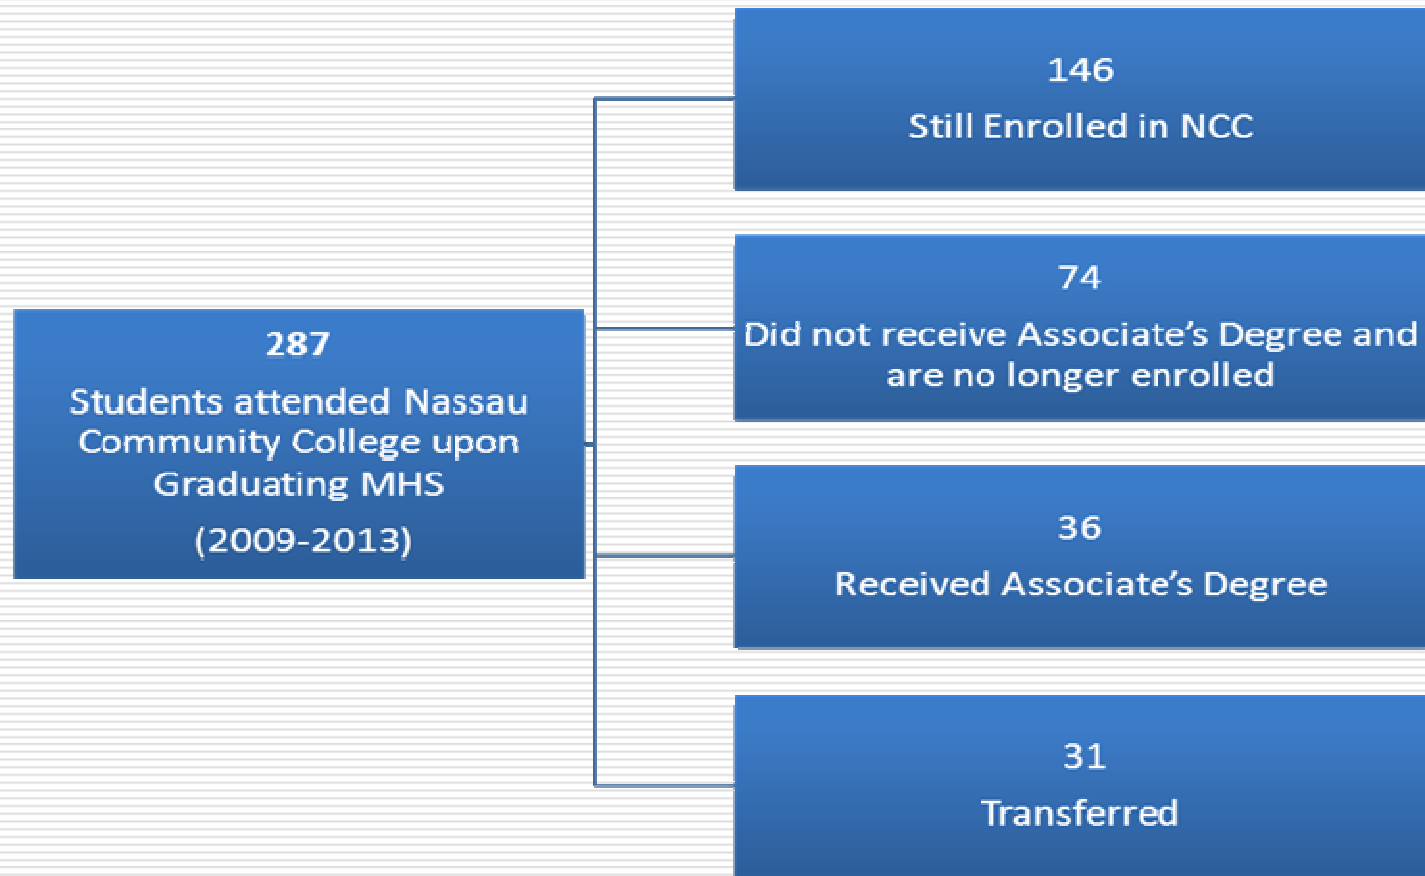 287
Students attended Nassau
Community College upon
Graduating MHS
(2009-2013)
146
Still Enrolled in NCC
74
Did not receive Associate’s Degree and
are no longer enrolled
36
Received Associate’s Degree
31
Transferred